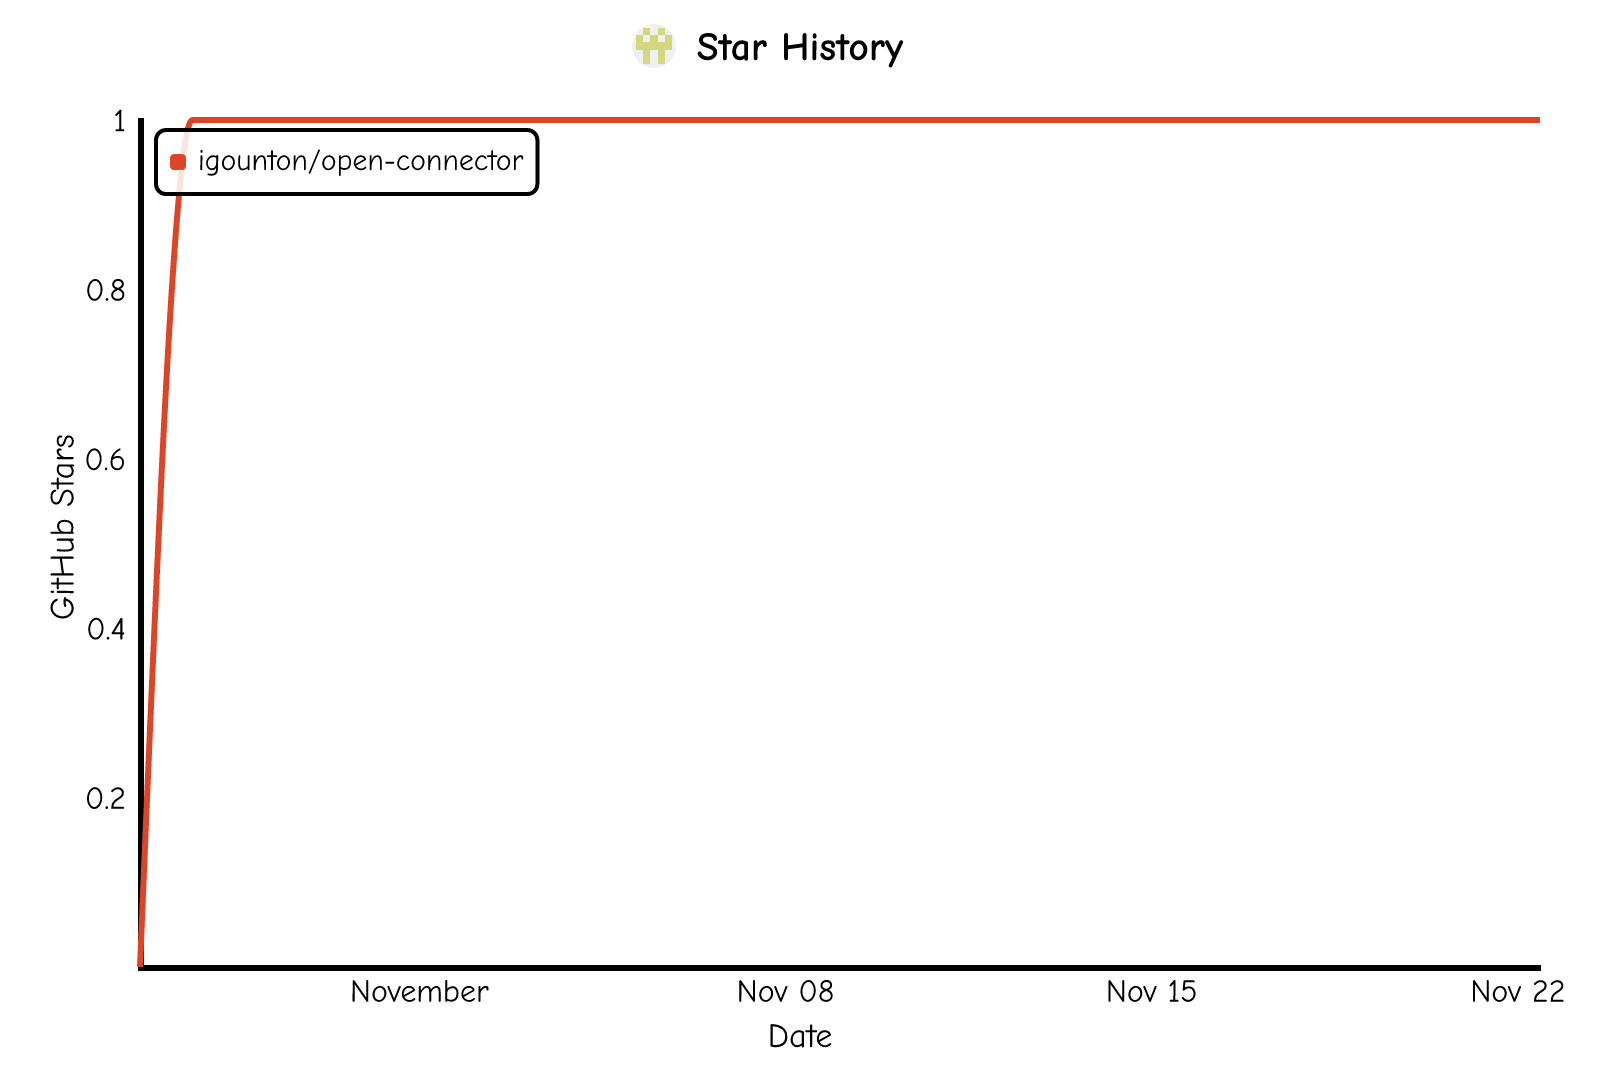 Star History
igounton/open-connector
1
0.8
0.6
0.4
0.2
GitHub Stars
November
Nov 08
Nov 15
Nov 22
Date